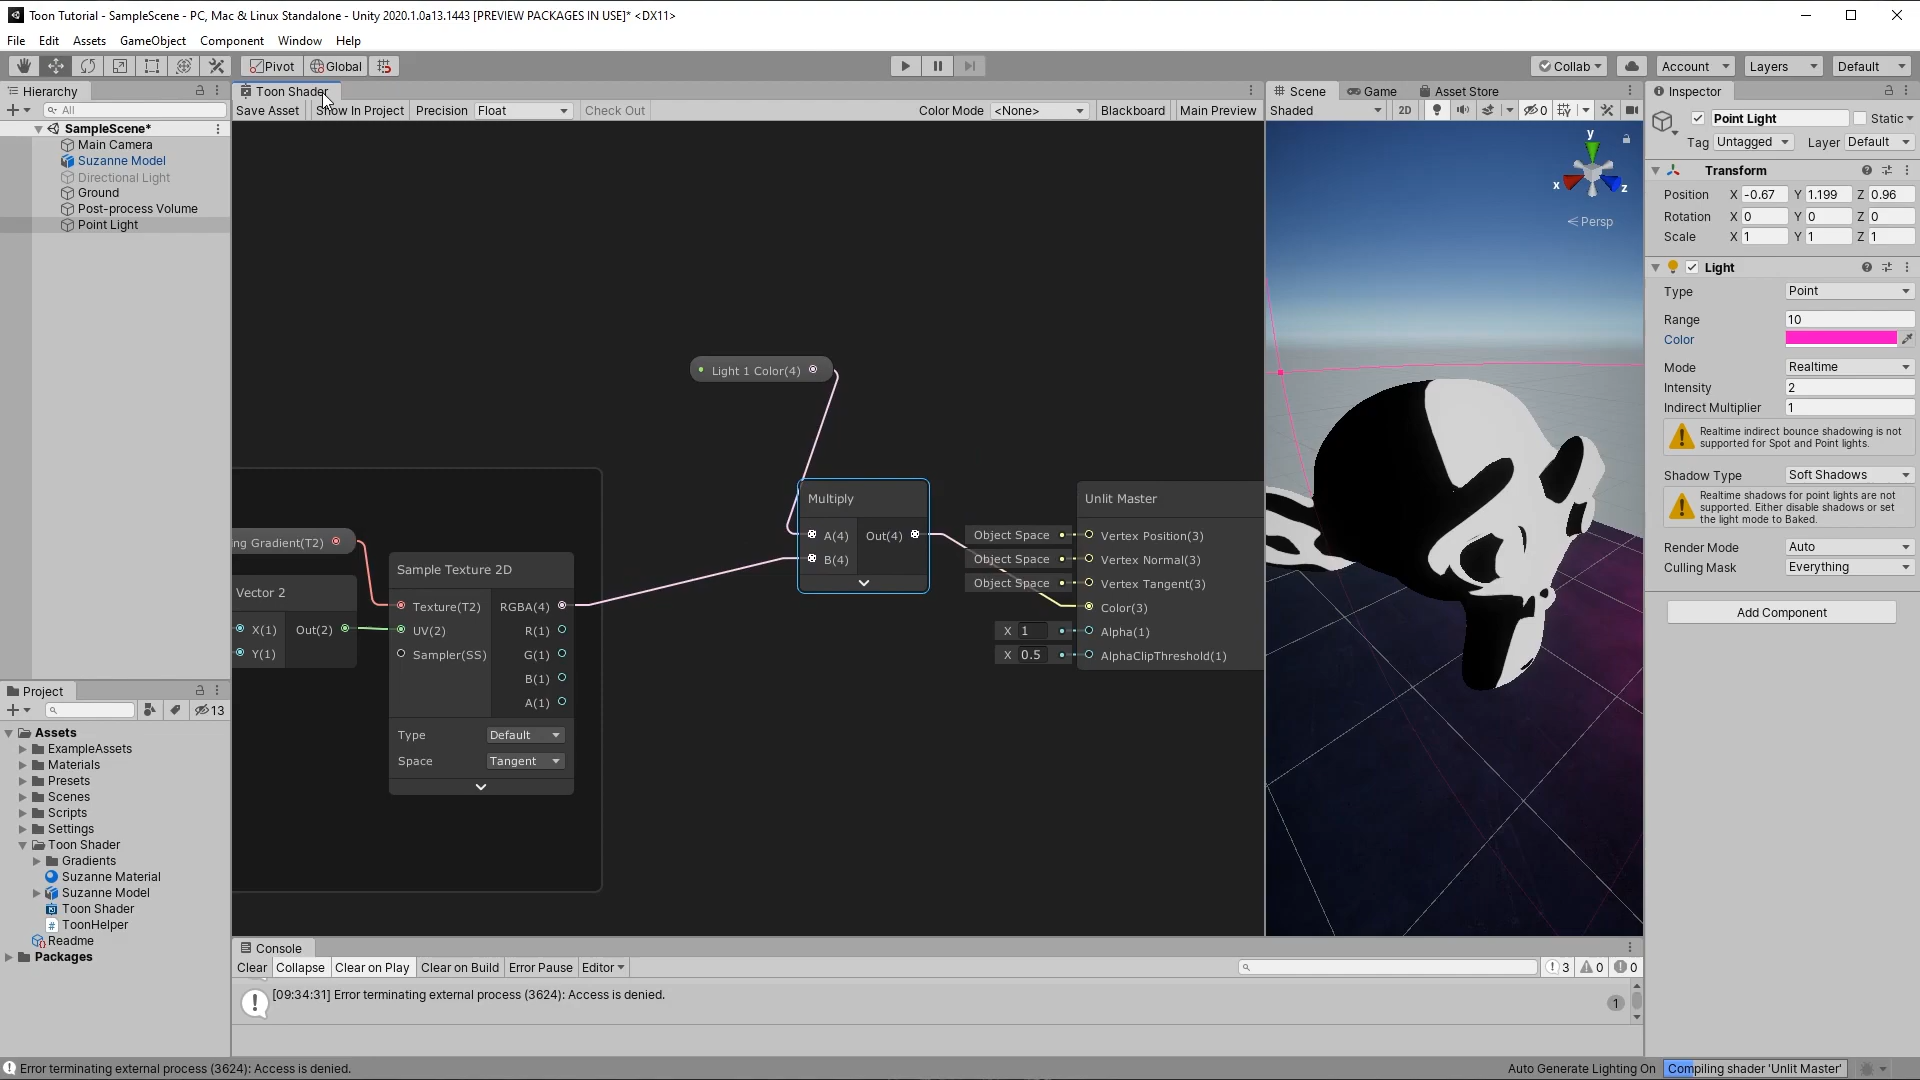 Toon Tutorial - SampleScene - PC, Mac & Linux Standalone - Unity 2020.1.0a13.1443 [PREVIEW PACKAGES IN USE]* <DX11>
File Edit Assets GameObject Component Window Help
Pivot Global Collab Account Layers Default
Hierarchy
All
SampleScene*
Main Camera
Suzanne Model
Directional Light
Ground
Post-process Volume
Point Light
Project
13
Assets
ExampleAssets
Materials
Presets
Scenes
Scripts
Settings
Toon Shader
Gradients
Suzanne Material
Suzanne Model
Toon Shader
ToonHelper
Readme
Packages
Toon Shader
Save Asset Show In Project Precision Float Check Out Color Mode <None> Blackboard Main Preview
Light 1 Color(4)
Multiply
A(4) Out(4)
B(4)
ng Gradient(T2)
Vector 2
X(1) Out(2)
Y(1)
Sample Texture 2D
Texture(T2) RGBA(4)
UV(2) R(1)
Sampler(SS) G(1)
B(1)
A(1)
Type Default
Space Tangent
Unlit Master
Object Space Vertex Position(3)
Object Space Vertex Normal(3)
Object Space Vertex Tangent(3)
Color(3)
X 1 Alpha(1)
X 0.5 AlphaClipThreshold(1)
Scene Game Asset Store
Shaded 2D 0
y
x z
Persp
Console
Clear Collapse Clear on Play Clear on Build Error Pause Editor 3 0 0
[09:34:31] Error terminating external process (3624): Access is denied.
1
Inspector
Point Light Static
Tag Untagged Layer Default
Transform
Position X -0.67 Y 1.199 Z 0.96
Rotation X 0 Y 0 Z 0
Scale X 1 Y 1 Z 1
Light
Type Point
Range 10
Color
Mode Realtime
Intensity 2
Indirect Multiplier 1
Realtime indirect bounce shadowing is not
supported for Spot and Point lights.
Shadow Type Soft Shadows
Realtime shadows for point lights are not
supported. Either disable shadows or set
the light mode to Baked.
Render Mode Auto
Culling Mask Everything
Add Component
Error terminating external process (3624): Access is denied.
Auto Generate Lighting On Compiling shader 'Unlit Master'